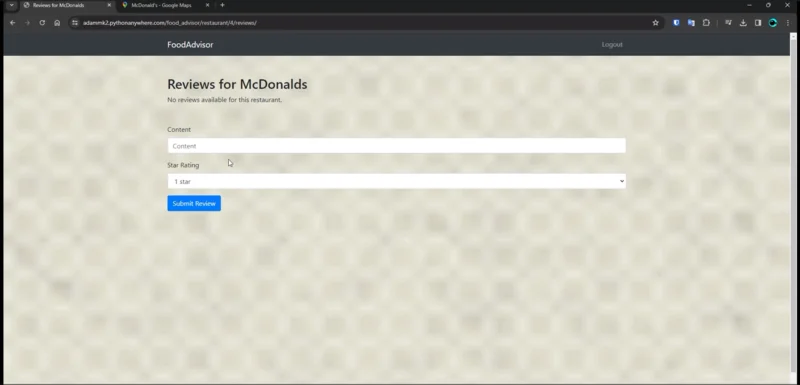 Reviews for McDonalds
McDonald's - Google Maps
adammk2.pythonanywhere.com/food_advisor/restaurant/4/reviews/
FoodAdvisor
Logout
Reviews for McDonalds
No reviews available for this restaurant.
Content
Content
Star Rating
1 star
Submit Review